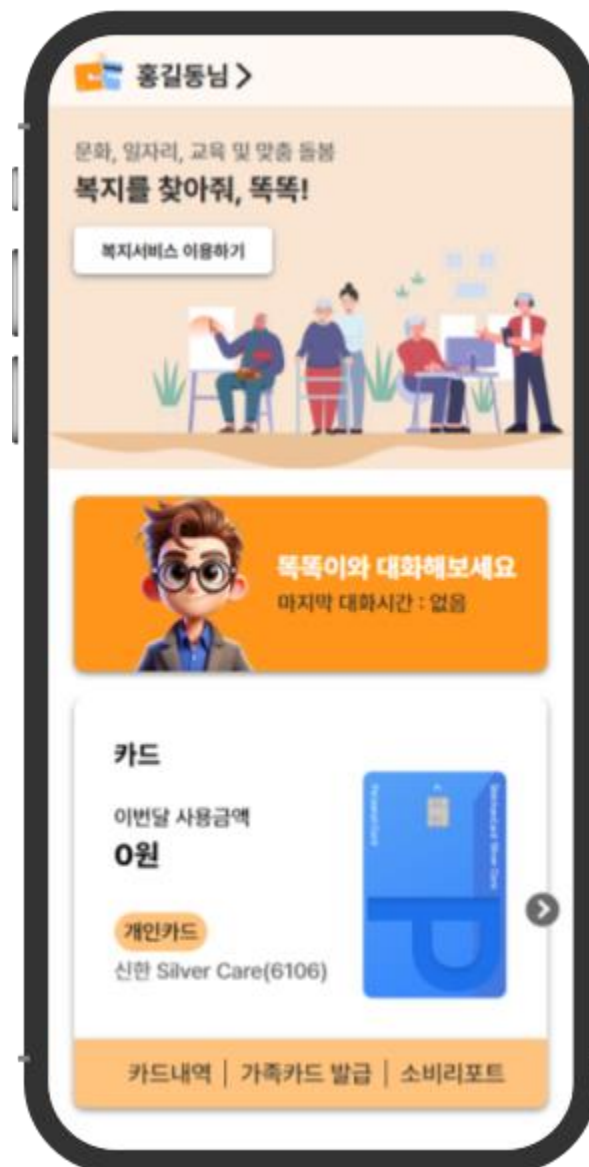 홍길동님 >
문화, 일자리, 교육 및 맞춤 돌봄
복지를 찾아줘, 똑똑!
복지서비스 이용하기
똑똑이와 대화해보세요
마지막 대화시간 : 없음
카드
이번달 사용금액
0원
개인카드
신한 Silver Care(6106)
카드내역 | 가족카드 발급 | 소비리포트